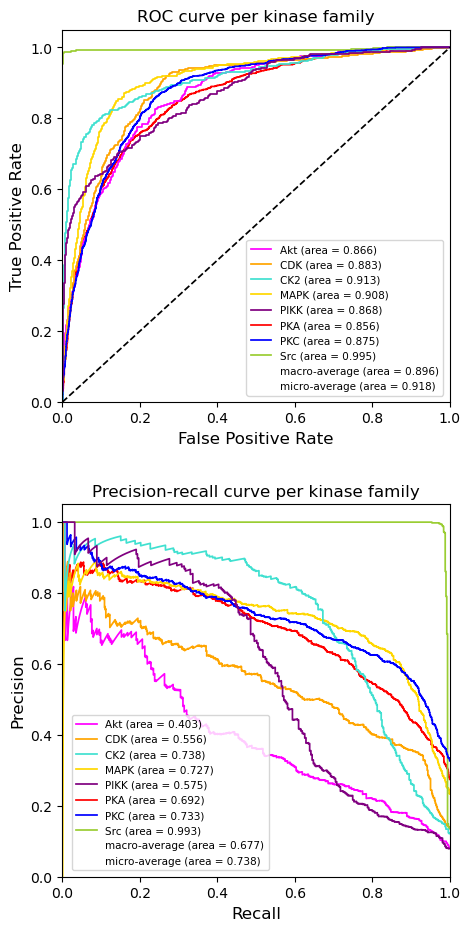 ROC curve per kinase family
1.0
0.8
0.6
0.4
0.2
0.0
True Positive Rate
Akt (area = 0.866)
CDK (area = 0.883)
CK2 (area = 0.913)
MAPK (area = 0.908)
PIKK (area = 0.868)
PKA (area = 0.856)
PKC (area = 0.875)
Src (area = 0.995)
macro-average (area = 0.896)
micro-average (area = 0.918)
0.0 0.2 0.4 0.6 0.8 1.0
False Positive Rate
Precision-recall curve per kinase family
1.0
0.8
0.6
0.4
0.2
0.0
Precision
Akt (area = 0.403)
CDK (area = 0.556)
CK2 (area = 0.738)
MAPK (area = 0.727)
PIKK (area = 0.575)
PKA (area = 0.692)
PKC (area = 0.733)
Src (area = 0.993)
macro-average (area = 0.677)
micro-average (area = 0.738)
0.0 0.2 0.4 0.6 0.8 1.0
Recall